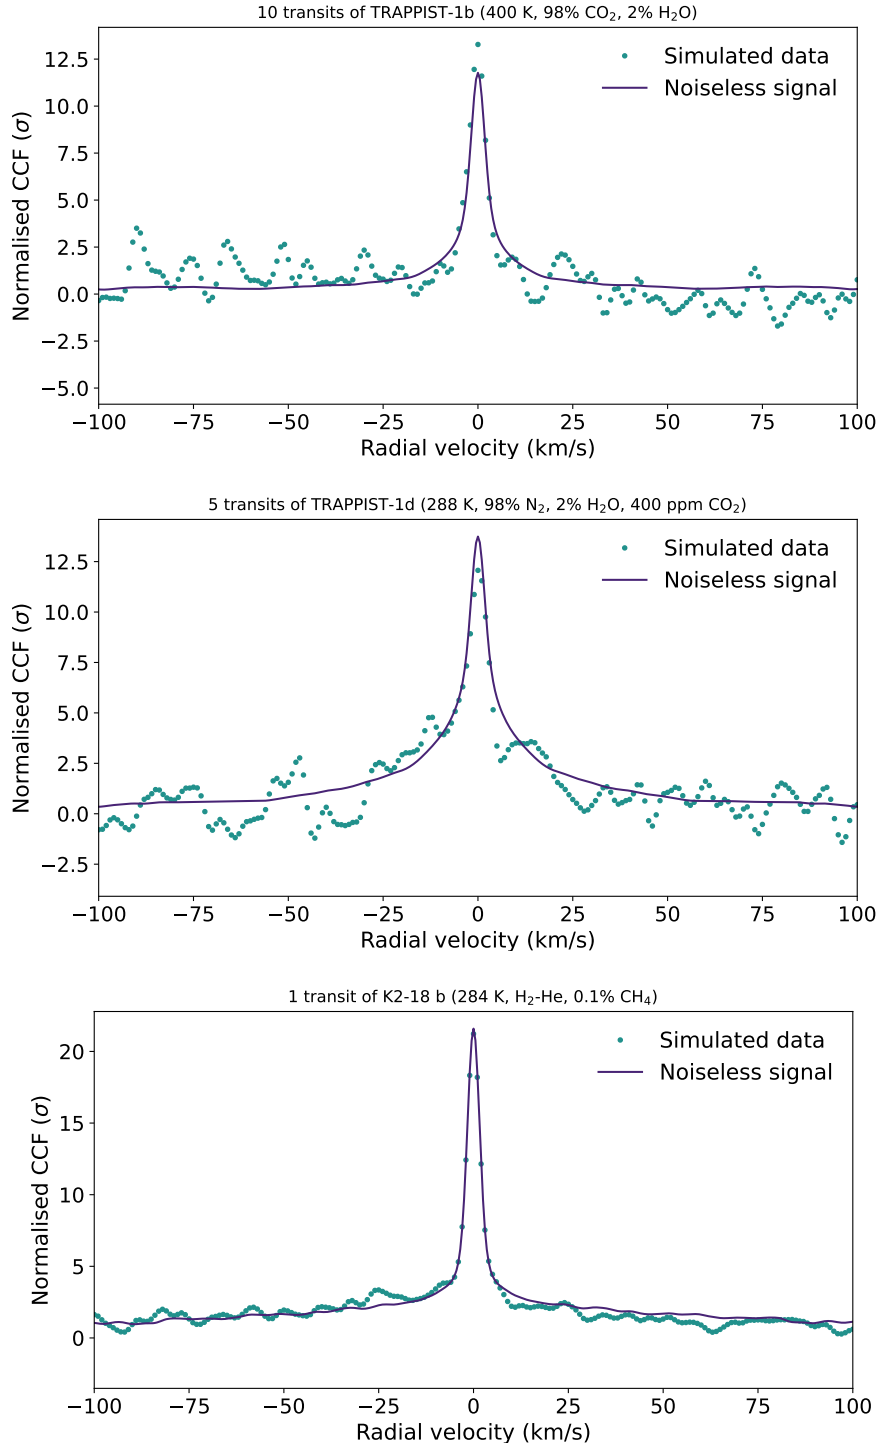 10 transits of TRAPPIST-1b (400 K, 98% CO₂, 2% H₂O)
Normalised CCF (σ)
12.5
10.0
7.5
5.0
2.5
0.0
−2.5
−5.0
Simulated data
Noiseless signal
−100 −75 −50 −25 0 25 50 75 100
Radial velocity (km/s)
5 transits of TRAPPIST-1d (288 K, 98% N₂, 2% H₂O, 400 ppm CO₂)
Normalised CCF (σ)
12.5
10.0
7.5
5.0
2.5
0.0
−2.5
Simulated data
Noiseless signal
−100 −75 −50 −25 0 25 50 75 100
Radial velocity (km/s)
1 transit of K2-18 b (284 K, H₂-He, 0.1% CH₄)
Normalised CCF (σ)
20
15
10
5
0
Simulated data
Noiseless signal
−100 −75 −50 −25 0 25 50 75 100
Radial velocity (km/s)